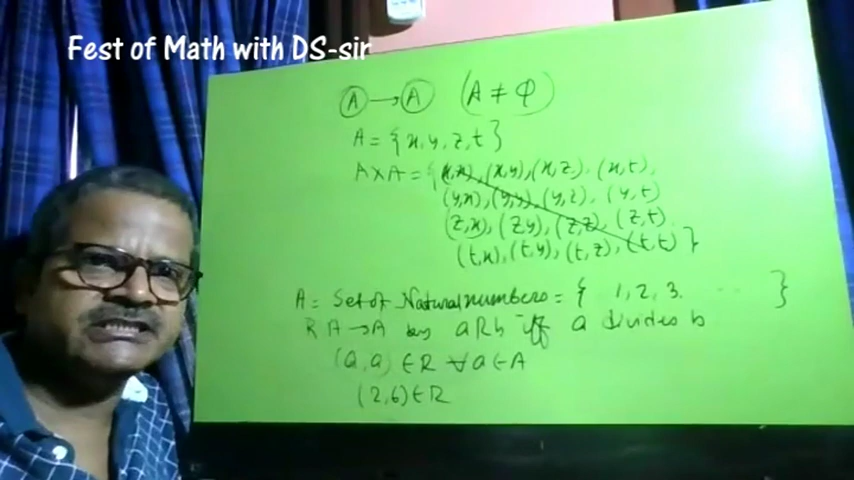 Fest of Math with DS-sir
A → A (A ≠ Φ)
A = {x, y, z, t}
A×A = {(x,x), (x,y), (x,z), (x,t),
(y,x), (y,y), (y,z), (y,t)
(z,x), (z,y), (z,z), (z,t)
(t,x), (t,y), (t,z), (t,t)}
A = Set of Natural numbers = { 1, 2, 3. ... }
R A → A by aRb iff a divides b
(a,a) ∈ R ∀ a ∈ A
(2,6) ∈ R